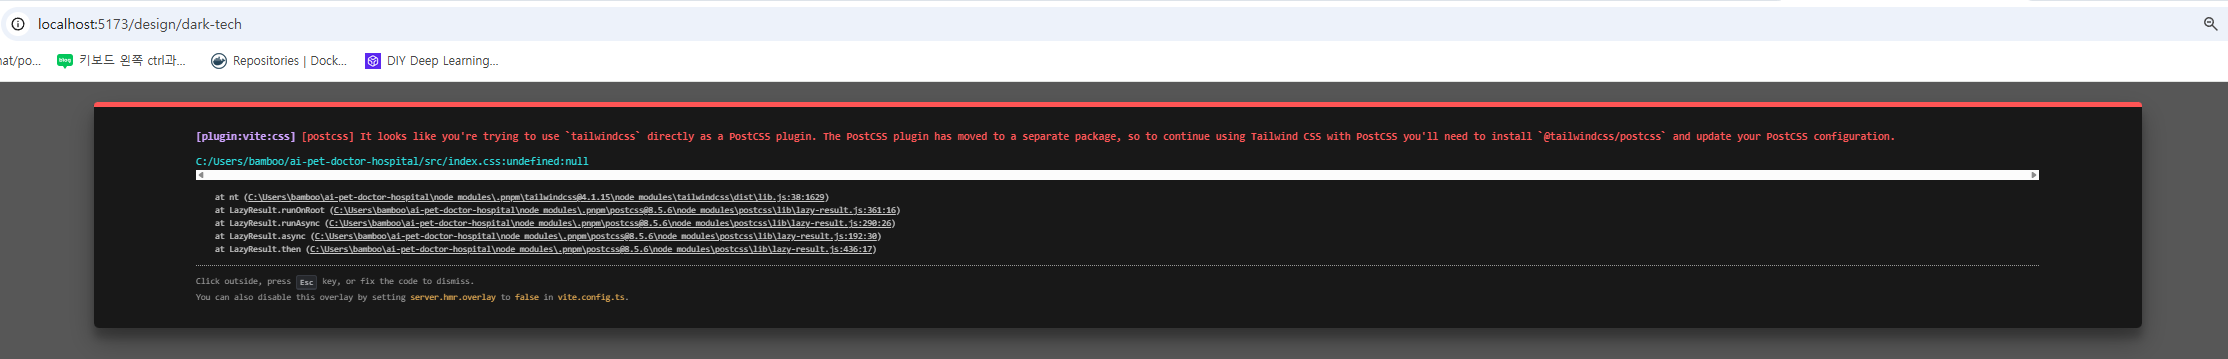 localhost:5173/design/dark-tech
nat/po... 키보드 왼쪽 ctrl과... Repositories | Dock... DIY Deep Learning...
[plugin:vite:css] [postcss] It looks like you're trying to use `tailwindcss` directly as a PostCSS plugin. The PostCSS plugin has moved to a separate package, so to continue using Tailwind CSS with PostCSS you'll need to install `@tailwindcss/postcss` and update your PostCSS configuration.
C:/Users/bamboo/ai-pet-doctor-hospital/src/index.css:undefined:null
at nt (C:\Users\bamboo\ai-pet-doctor-hospital\node_modules\.pnpm\tailwindcss@4.1.15\node_modules\tailwindcss\dist\lib.js:38:1629)
at LazyResult.runOnRoot (C:\Users\bamboo\ai-pet-doctor-hospital\node_modules\.pnpm\postcss@8.5.6\node_modules\postcss\lib\lazy-result.js:361:16)
at LazyResult.runAsync (C:\Users\bamboo\ai-pet-doctor-hospital\node_modules\.pnpm\postcss@8.5.6\node_modules\postcss\lib\lazy-result.js:290:26)
at LazyResult.async (C:\Users\bamboo\ai-pet-doctor-hospital\node_modules\.pnpm\postcss@8.5.6\node_modules\postcss\lib\lazy-result.js:192:30)
at LazyResult.then (C:\Users\bamboo\ai-pet-doctor-hospital\node_modules\.pnpm\postcss@8.5.6\node_modules\postcss\lib\lazy-result.js:436:17)
Click outside, press Esc key, or fix the code to dismiss.
You can also disable this overlay by setting server.hmr.overlay to false in vite.config.ts.